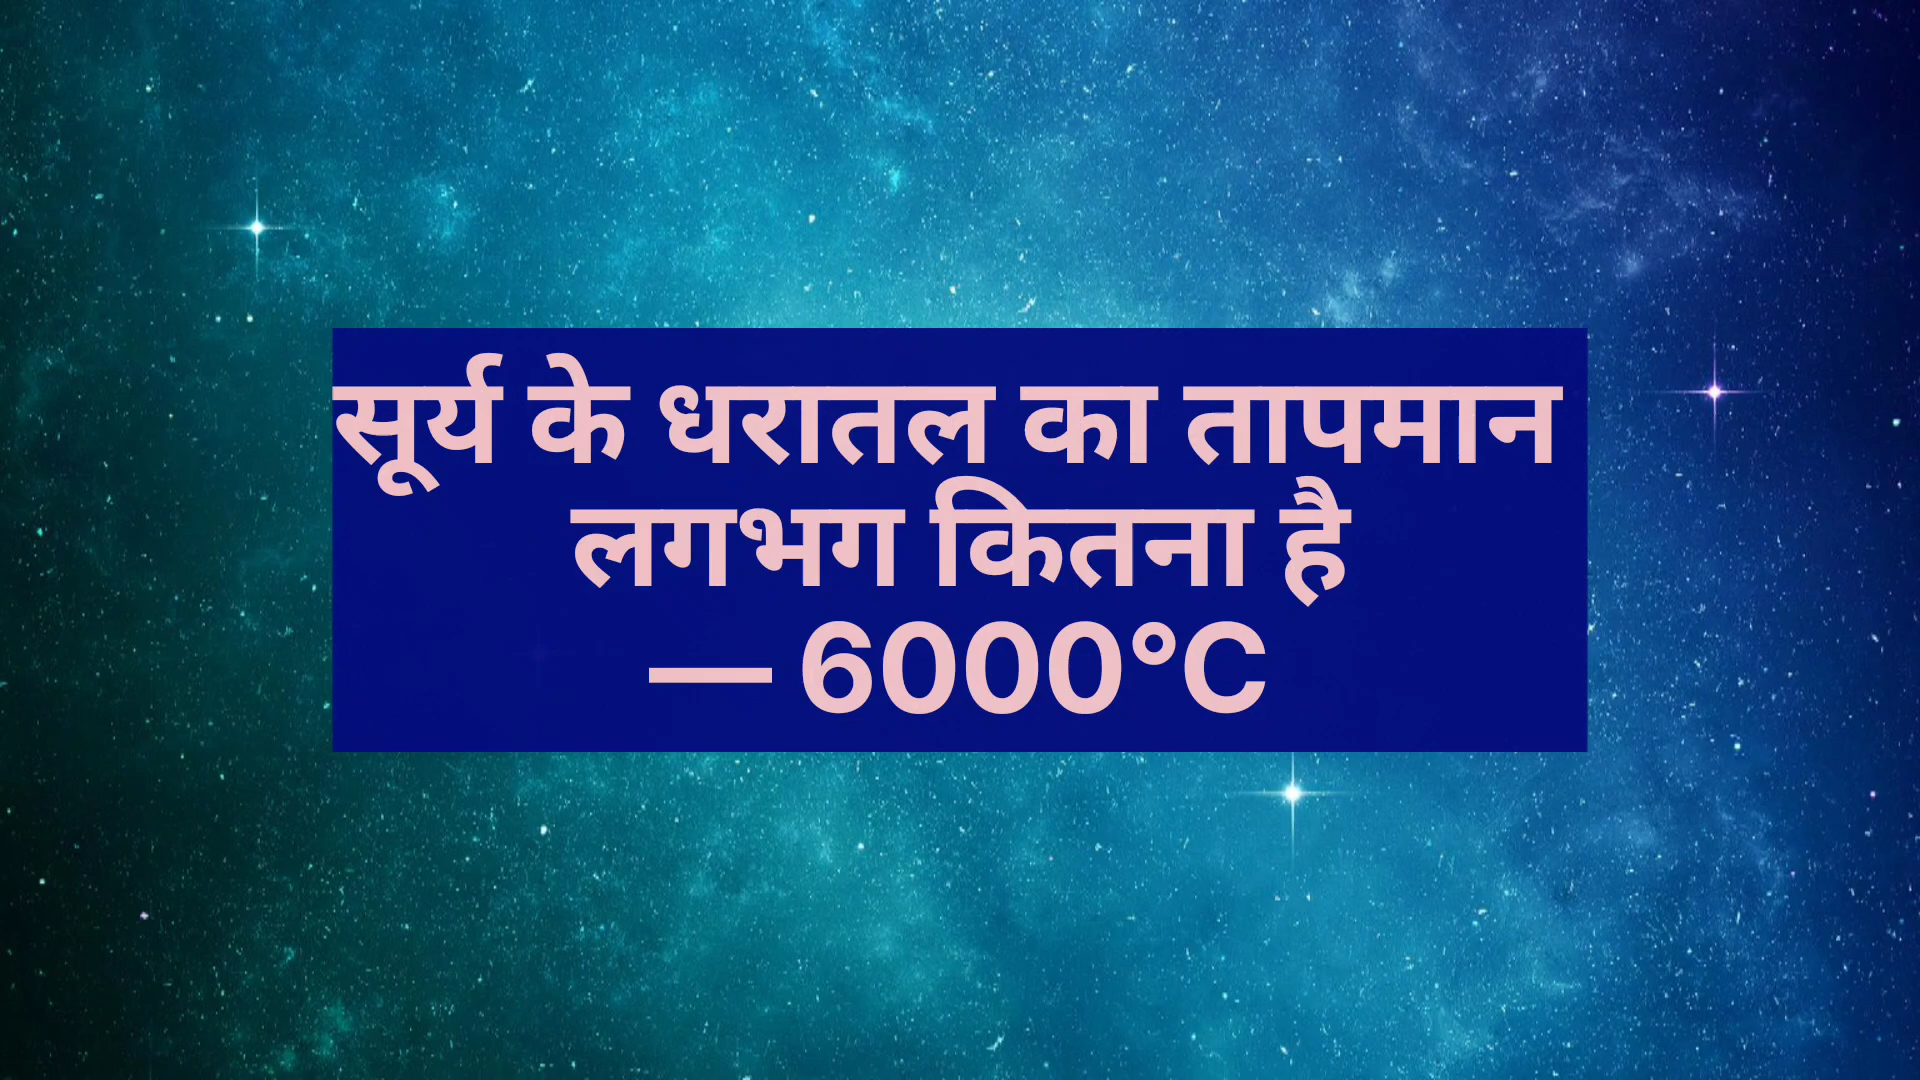 सूर्य के धरातल का तापमान
लगभग कितना है
— 6000°C